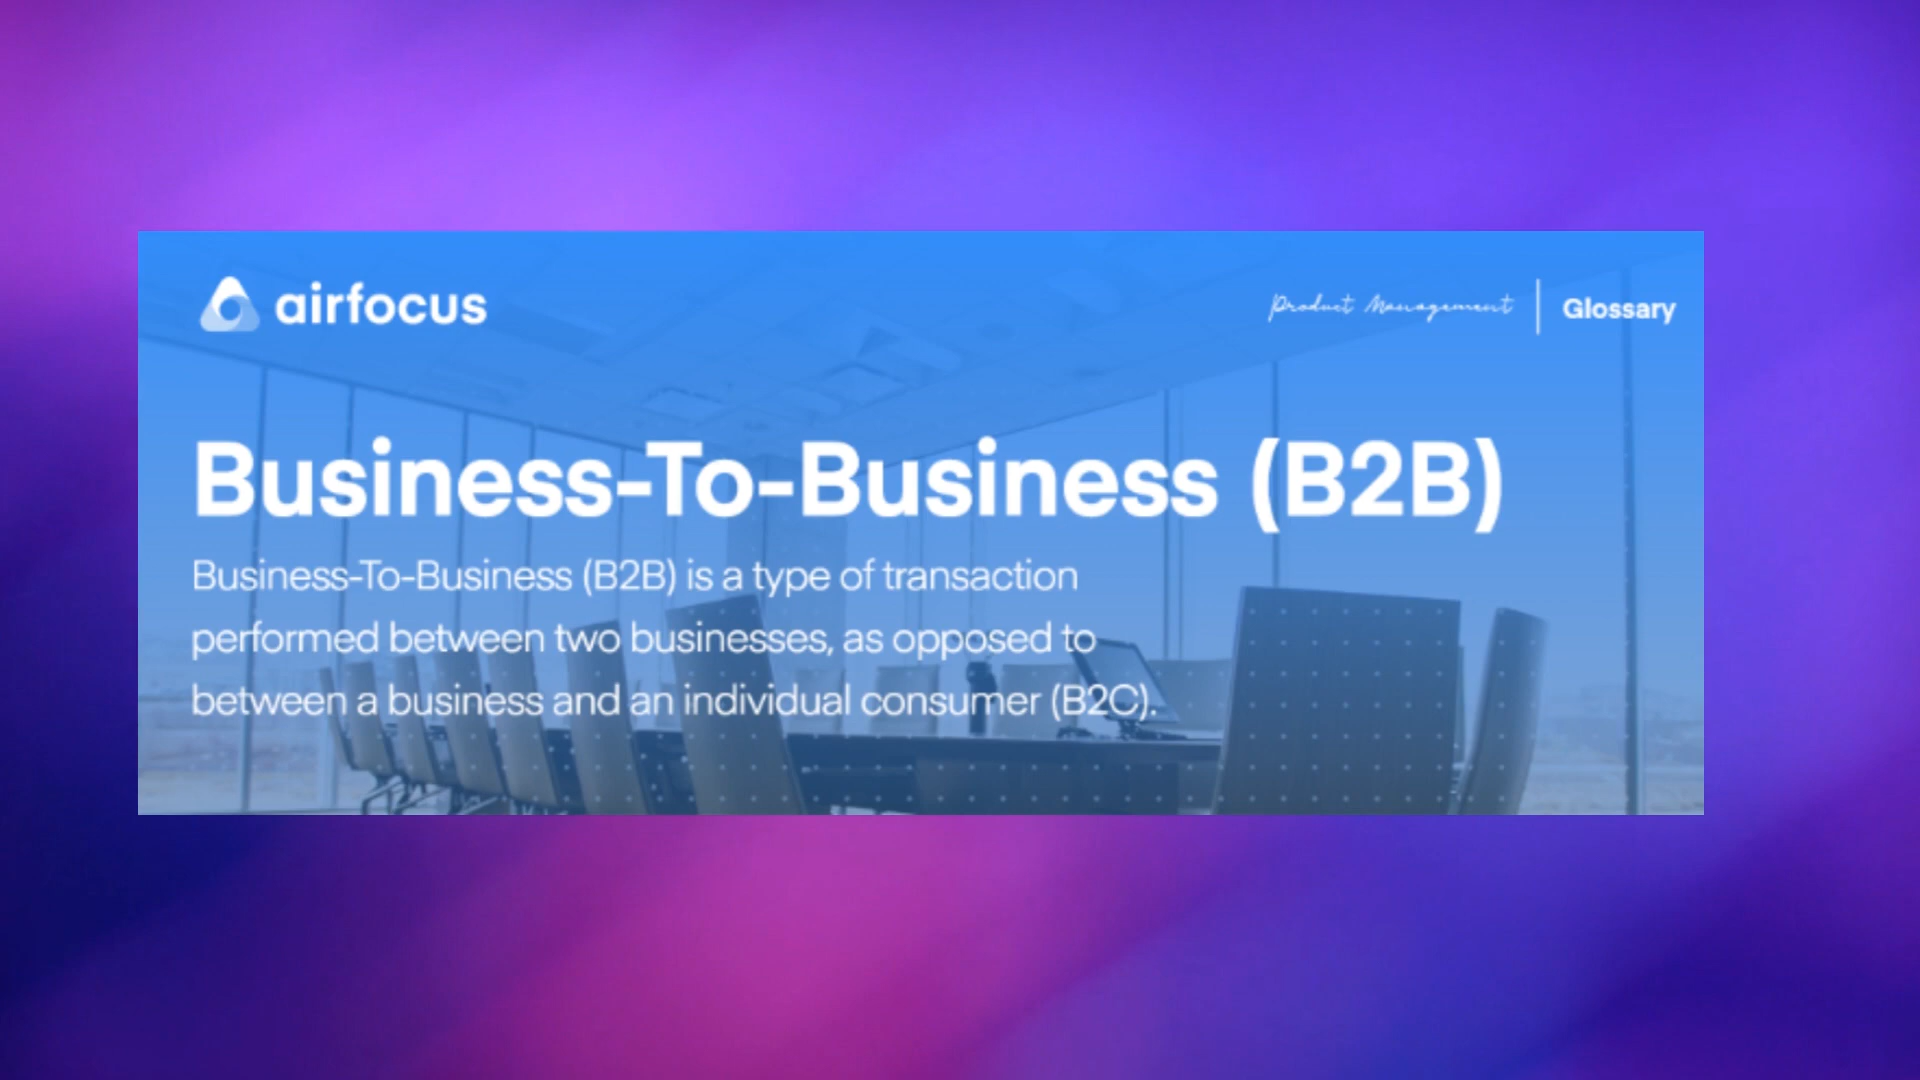 airfocus
Product Management | Glossary
Business-To-Business (B2B)
Business-To-Business (B2B) is a type of transaction
performed between two businesses, as opposed to
between a business and an individual consumer (B2C).